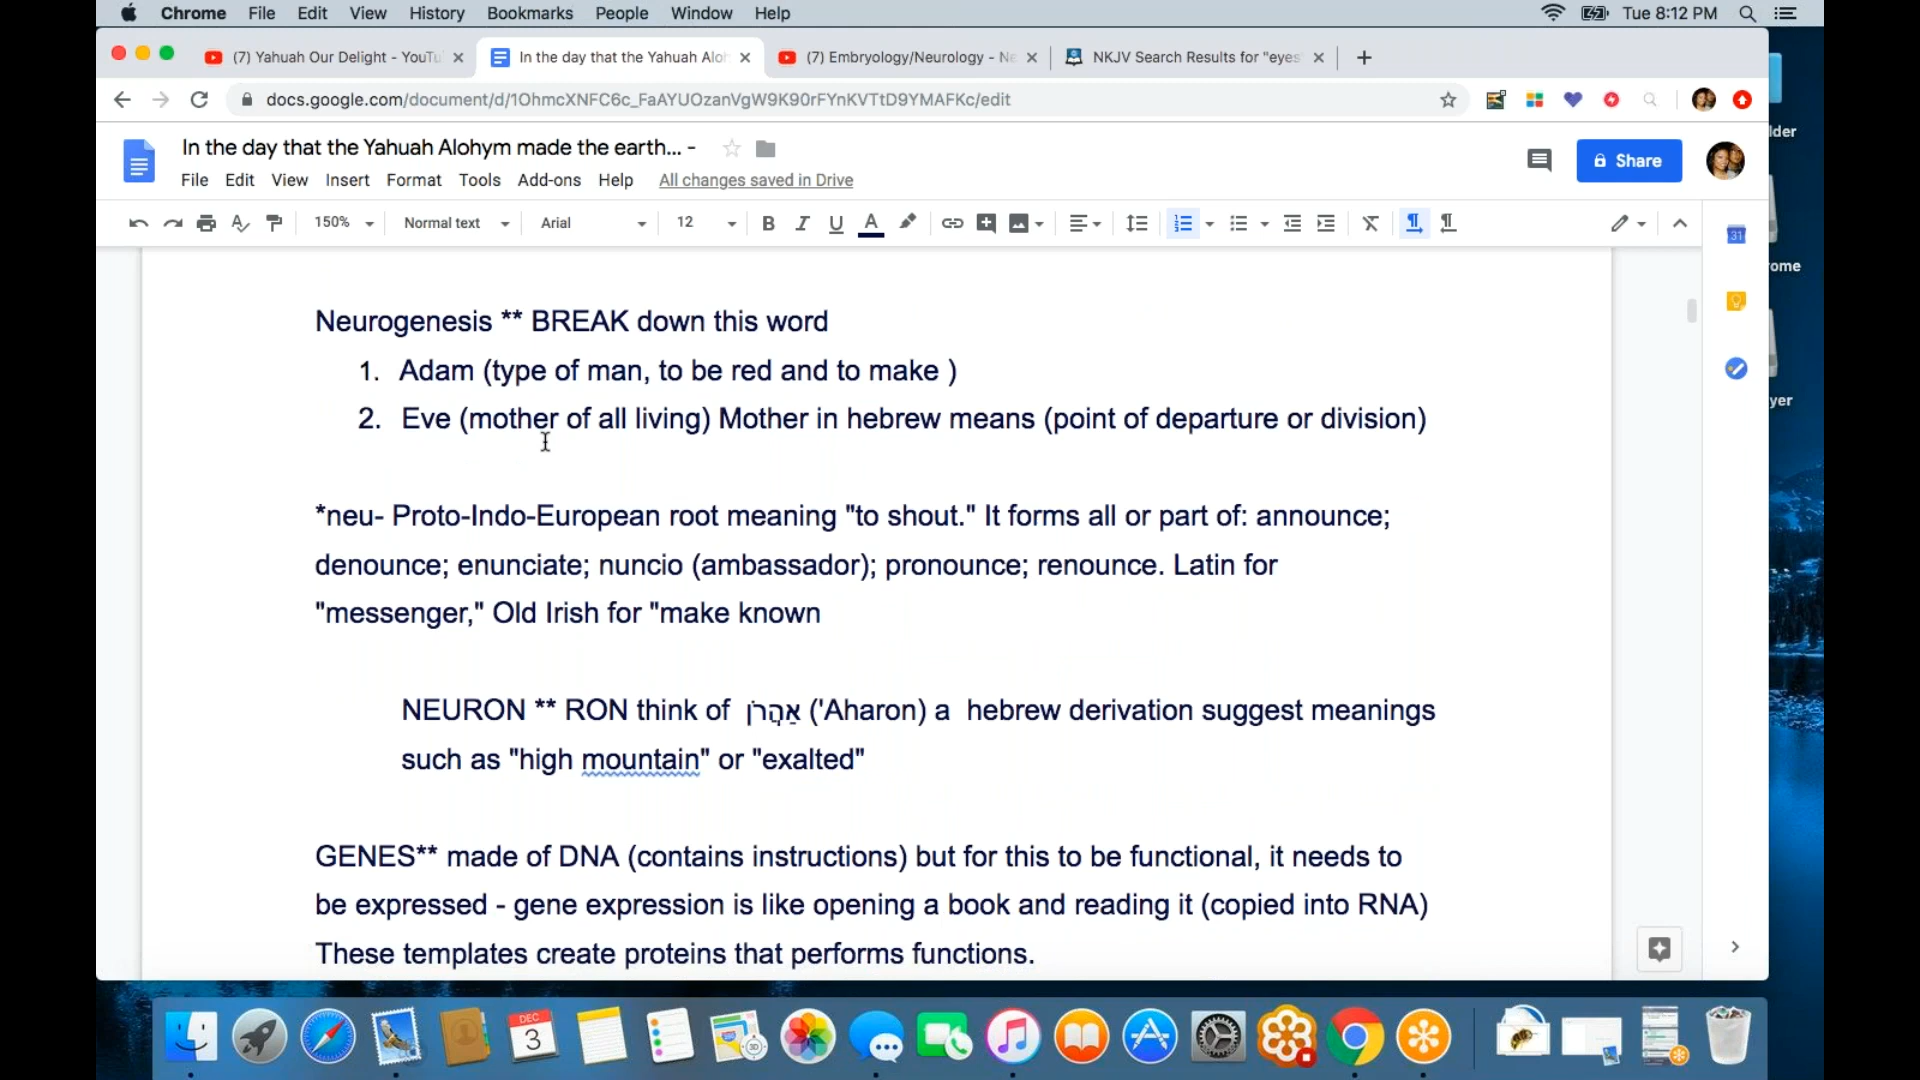 Chrome File Edit View History Bookmarks People Window Help Tue 8:12 PM
(7) Yahuah Our Delight - YouTu
In the day that the Yahuah Aloh
(7) Embryology/Neurology - Ne
NKJV Search Results for "eyes"
docs.google.com/document/d/1OhmcXNFC6c_FaAYUOzanVgW9K90rFYnKVTtD9YMAFKc/edit
In the day that the Yahuah Alohym made the earth... -
File Edit View Insert Format Tools Add-ons Help All changes saved in Drive
Share
150% Normal text Arial 12
31
lder
ome
yer
Neurogenesis ** BREAK down this word
1. Adam (type of man, to be red and to make )
2. Eve (mother of all living) Mother in hebrew means (point of departure or division)
*neu- Proto-Indo-European root meaning "to shout." It forms all or part of: announce;
denounce; enunciate; nuncio (ambassador); pronounce; renounce. Latin for
"messenger," Old Irish for "make known
NEURON ** RON think of אַהֲרֹן ('Aharon) a hebrew derivation suggest meanings
such as "high mountain" or "exalted"
GENES** made of DNA (contains instructions) but for this to be functional, it needs to
be expressed - gene expression is like opening a book and reading it (copied into RNA)
These templates create proteins that performs functions.
DEC
3
3D